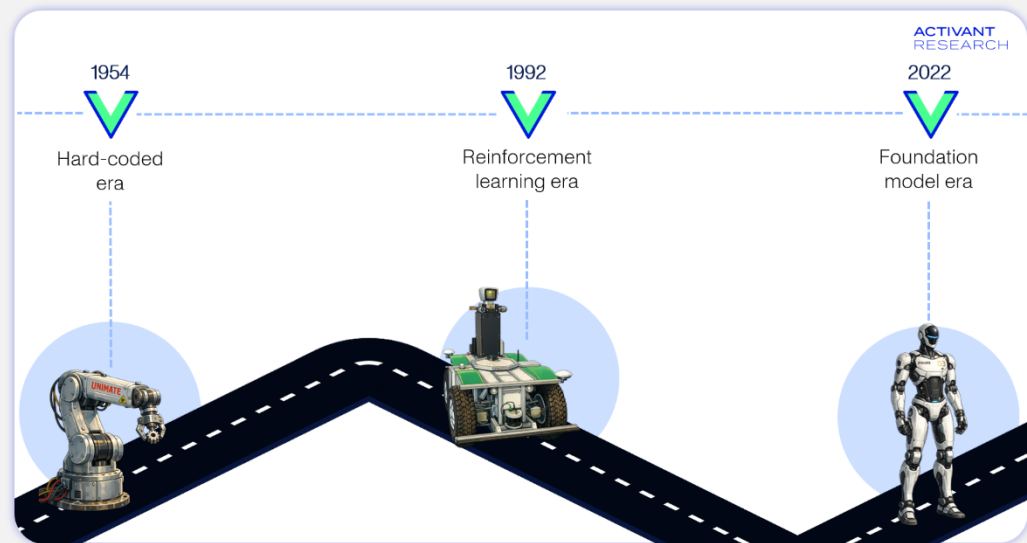 ACTIVANT
RESEARCH
1954
1992
2022
Hard-coded
era
Reinforcement
learning era
Foundation
model era
UNIMATE